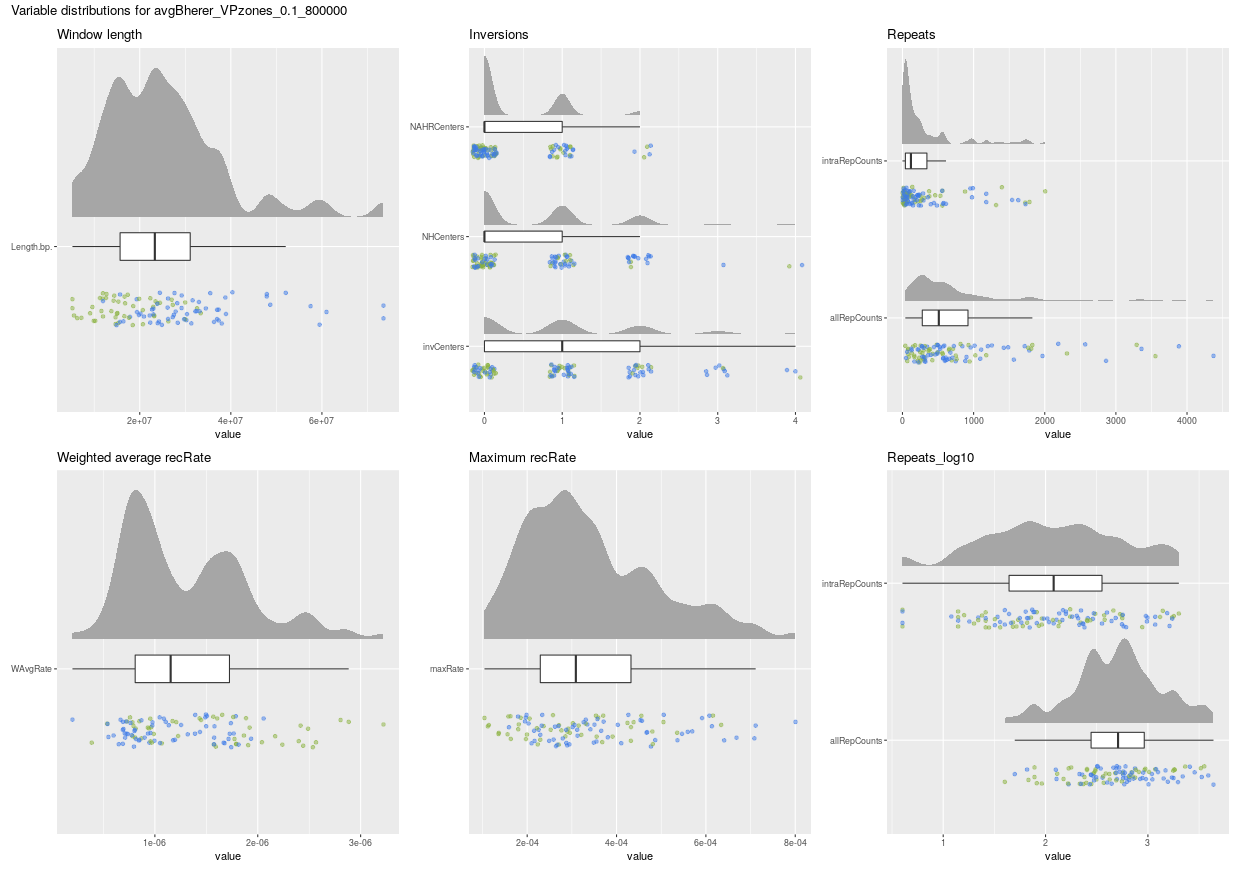 Variable distributions for avgBherer_VPzones_0.1_800000
Window length
Length.bp.
2e+07 4e+07 6e+07
value
Inversions
NAHRCenters
NHCenters
invCenters
0 1 2 3 4
value
Repeats
intraRepCounts
allRepCounts
0 1000 2000 3000 4000
value
Weighted average recRate
WAvgRate
1e-06 2e-06 3e-06
value
Maximum recRate
maxRate
2e-04 4e-04 6e-04 8e-04
value
Repeats_log10
intraRepCounts
allRepCounts
1 2 3
value